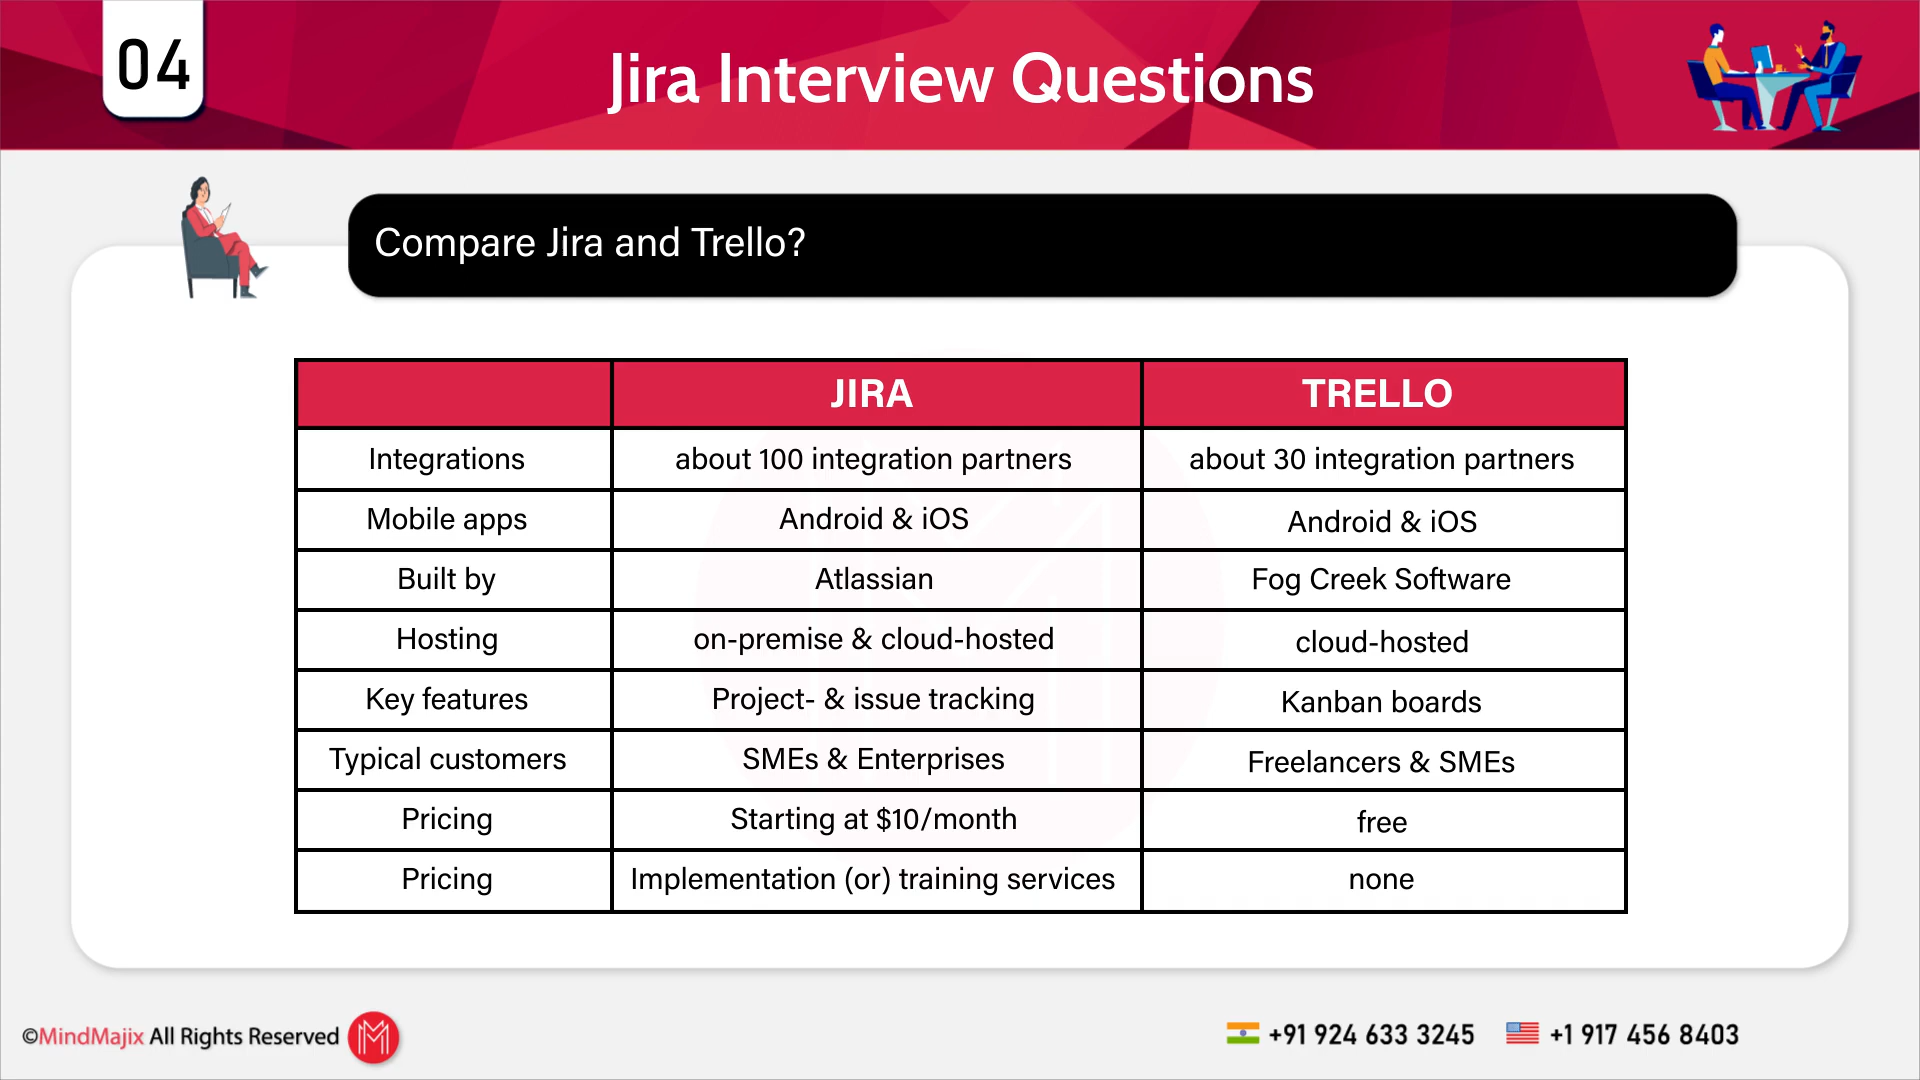 04
Jira Interview Questions
Compare Jira and Trello?
JIRA TRELLO
Integrations about 100 integration partners about 30 integration partners
Mobile apps Android & iOS Android & iOS
Built by Atlassian Fog Creek Software
Hosting on-premise & cloud-hosted cloud-hosted
Key features Project- & issue tracking Kanban boards
Typical customers SMEs & Enterprises Freelancers & SMEs
Pricing Starting at $10/month free
Pricing Implementation (or) training services none
©MindMajix All Rights Reserved +91 924 633 3245 +1 917 456 8403